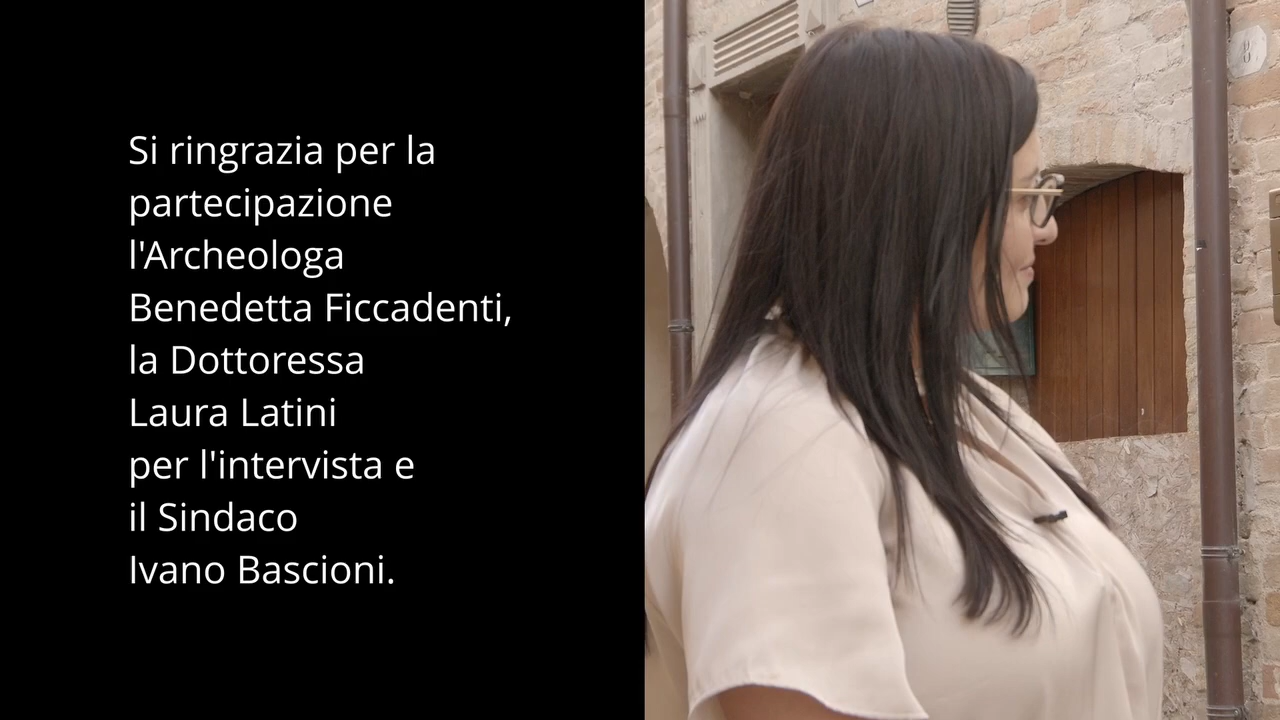 Si ringrazia per la
partecipazione
l'Archeologa
Benedetta Ficcadenti,
la Dottoressa
Laura Latini
per l'intervista e
il Sindaco
Ivano Bascioni.